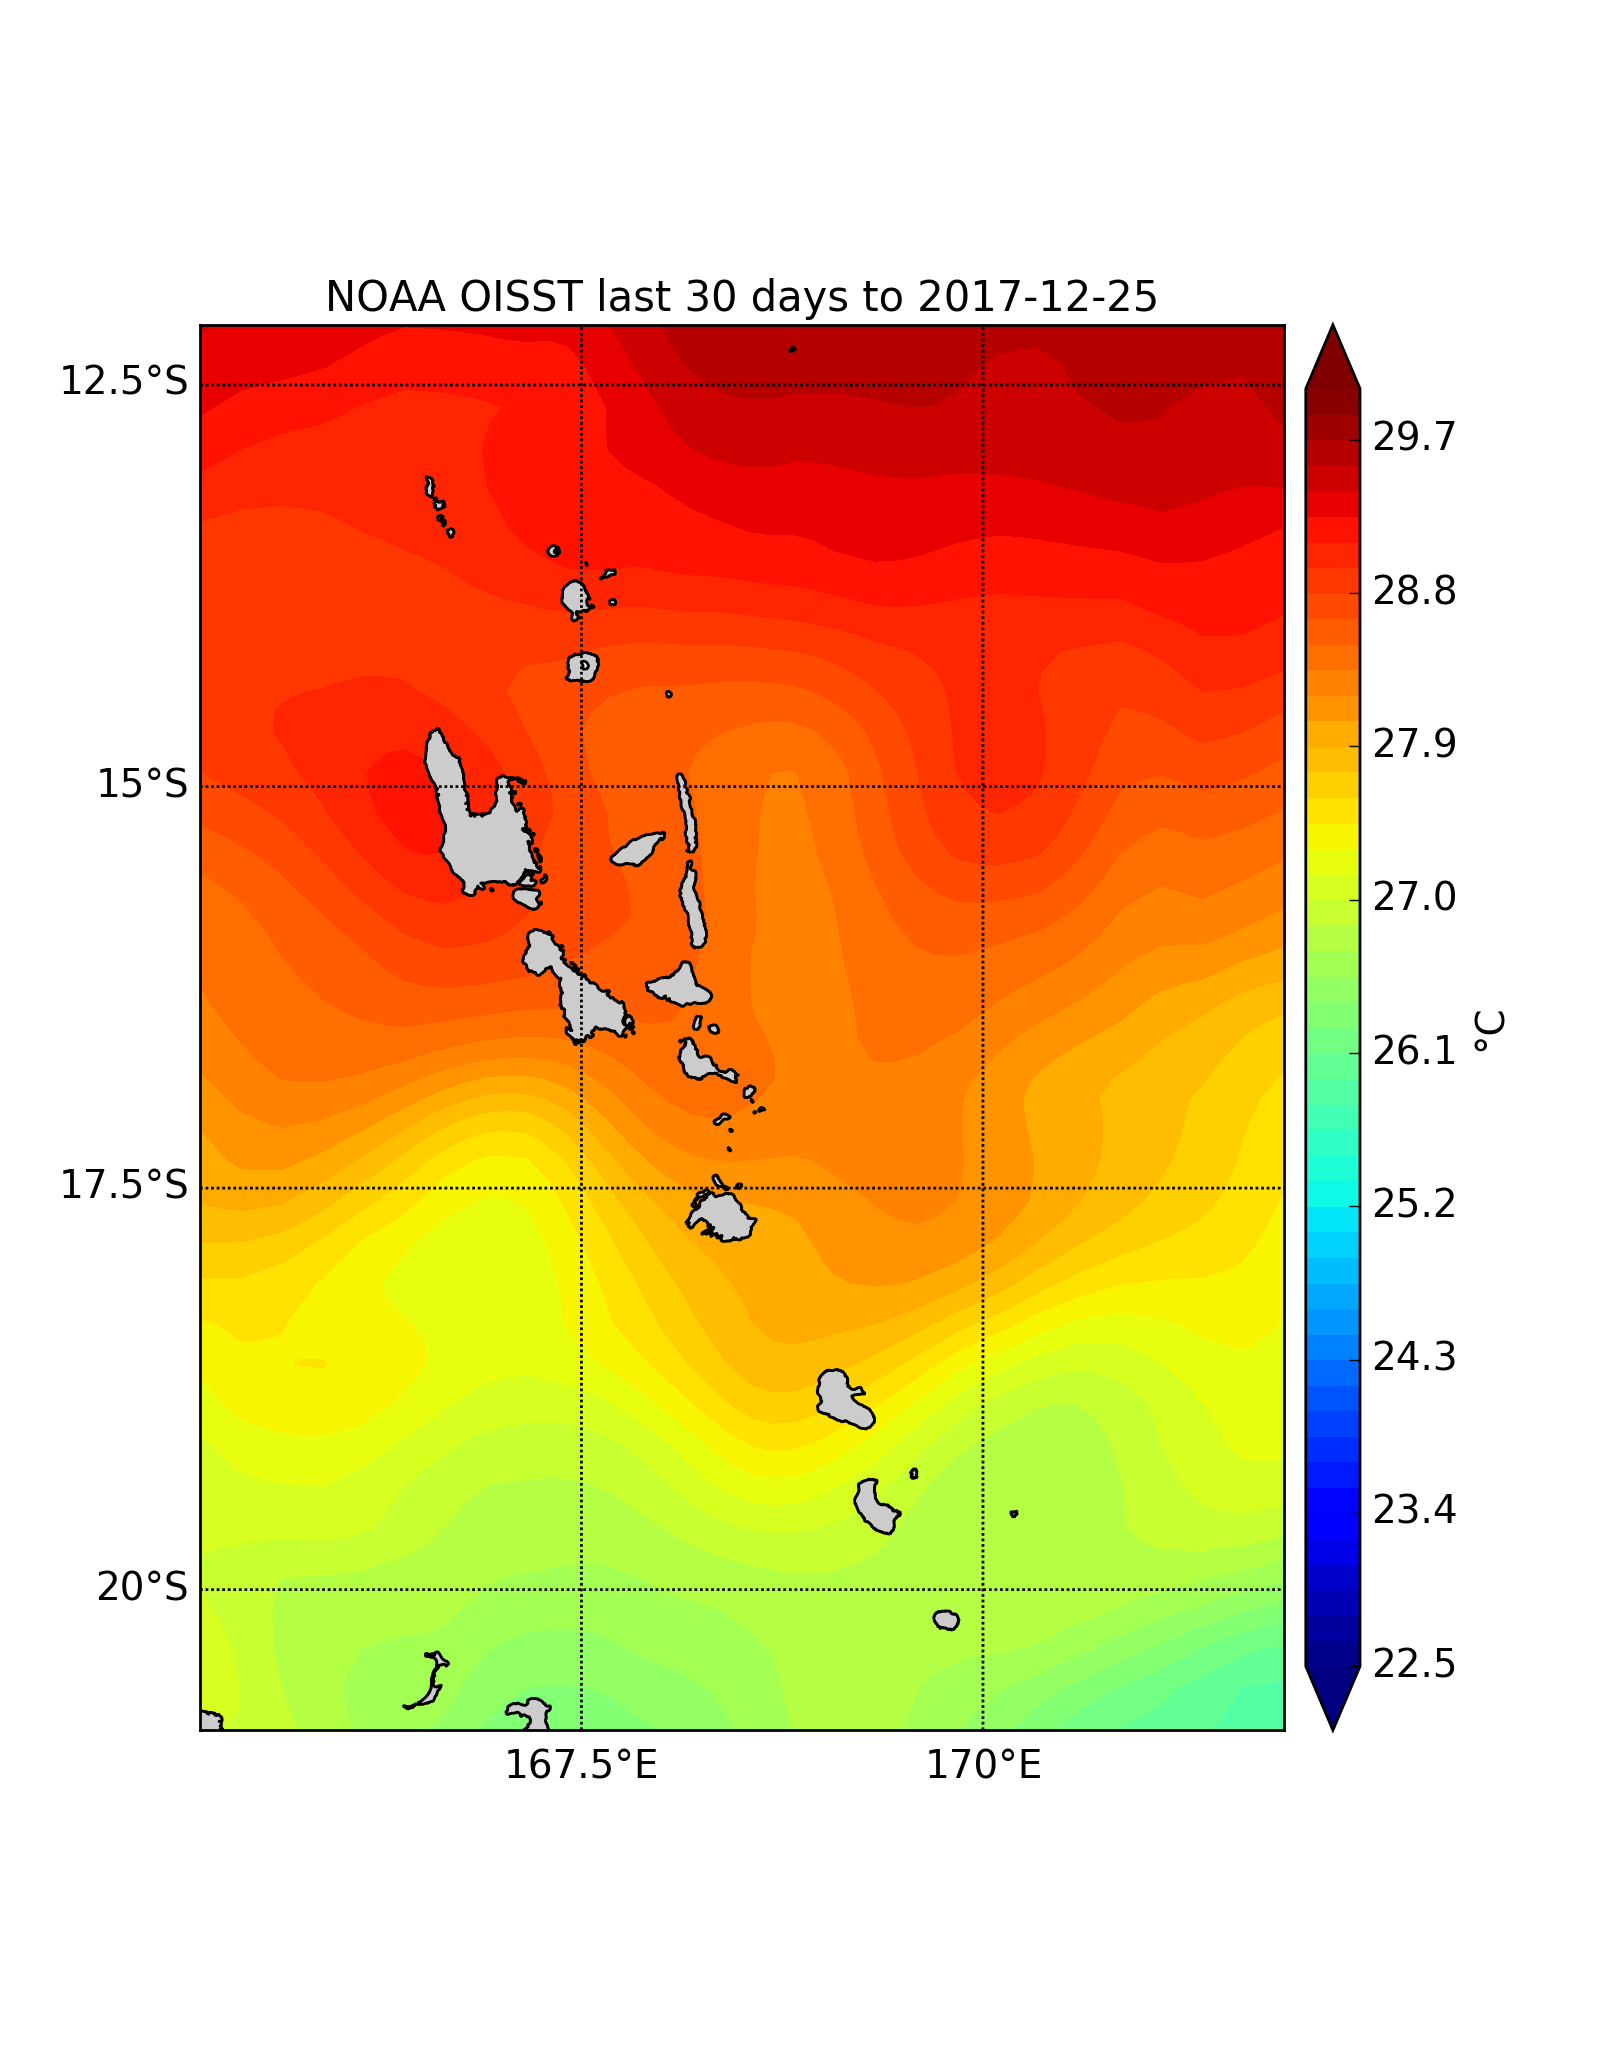 NOAA OISST last 30 days to 2017-12-25
12.5°S
15°S
17.5°S
20°S
167.5°E
170°E
29.7
28.8
27.9
27.0
26.1
25.2
24.3
23.4
22.5
°C